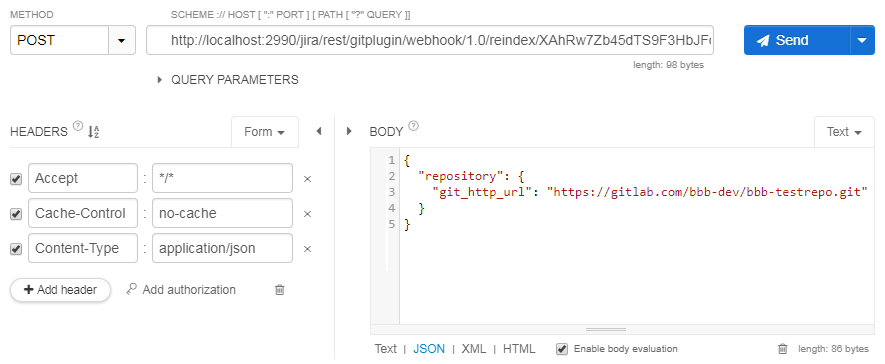 METHOD
SCHEME :// HOST [ ":" PORT ] [ PATH [ "?" QUERY ]]
POST
http://localhost:2990/jira/rest/gitplugin/webhook/1.0/reindex/XAhRw7Zb45dTS9F3HbJF
Send
length: 98 bytes
QUERY PARAMETERS
HEADERS ? Form
BODY ? Text
Accept : */* ×
Cache-Control : no-cache ×
Content-Type : application/json ×
+ Add header Add authorization
1 {
2 "repository": {
3 "git_http_url": "https://gitlab.com/bbb-dev/bbb-testrepo.git"
4 }
5 }
Text | JSON | XML | HTML Enable body evaluation length: 86 bytes